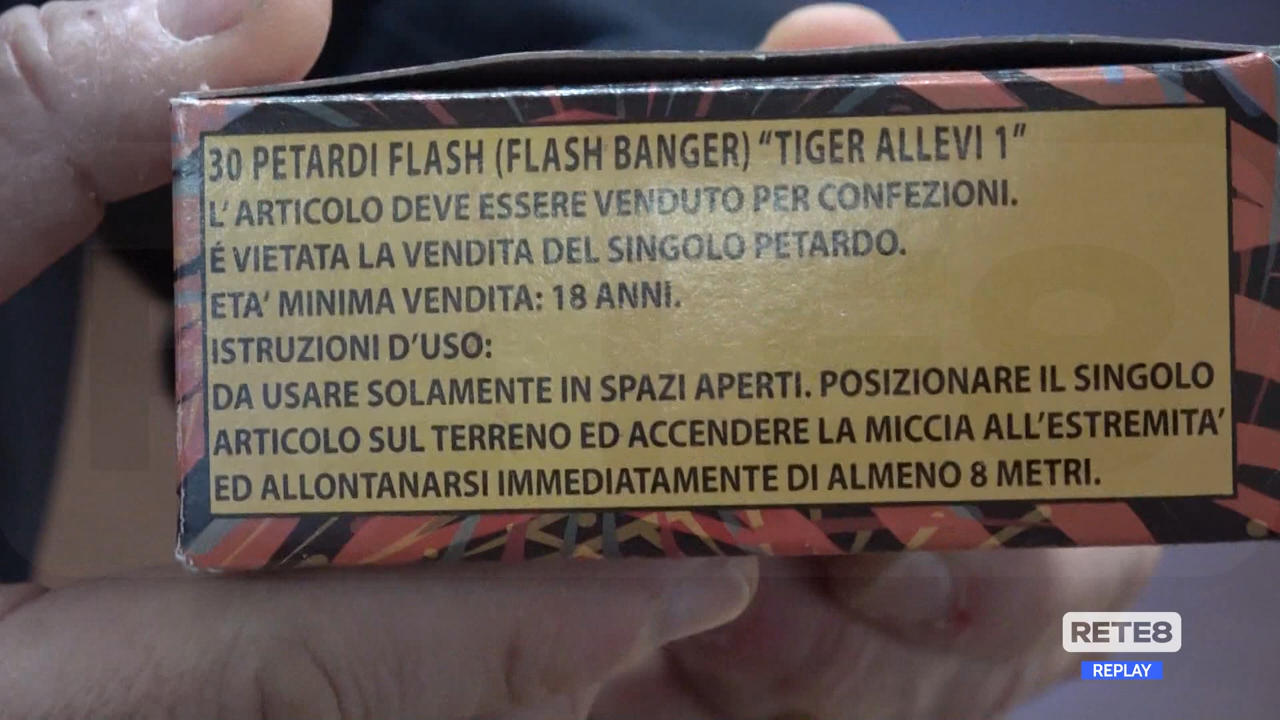 30 PETARDI FLASH (FLASH BANGER) “TIGER ALLEVI 1”
L’ ARTICOLO DEVE ESSERE VENDUTO PER CONFEZIONI.
É VIETATA LA VENDITA DEL SINGOLO PETARDO.
ETA’ MINIMA VENDITA: 18 ANNI.
ISTRUZIONI D’USO:
DA USARE SOLAMENTE IN SPAZI APERTI. POSIZIONARE IL SINGOLO
ARTICOLO SUL TERRENO ED ACCENDERE LA MICCIA ALL’ESTREMITA’
ED ALLONTANARSI IMMEDIATAMENTE DI ALMENO 8 METRI.
RETE8
REPLAY